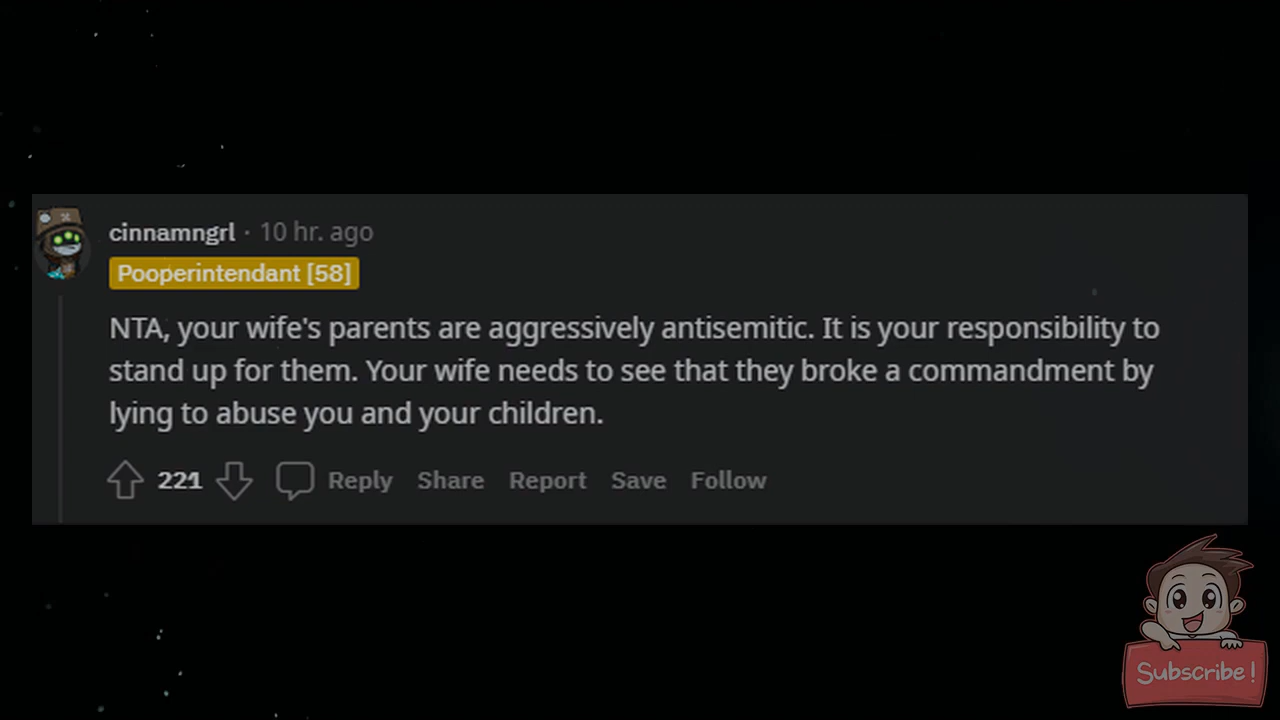 cinnamngrl · 10 hr. ago
Pooperintendant [58]
NTA, your wife's parents are aggressively antisemitic. It is your responsibility to
stand up for them. Your wife needs to see that they broke a commandment by
lying to abuse you and your children.
221 Reply Share Report Save Follow
Subscribe!